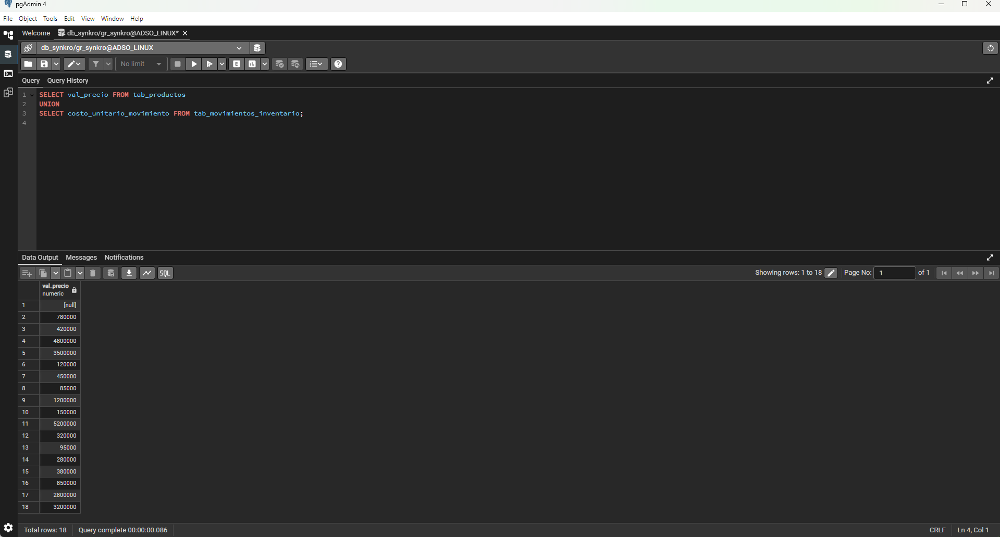 pgAdmin 4
File Object Tools Edit View Window Help
Welcome db_synkro/gr_synkro@ADSO_LINUX*
db_synkro/gr_synkro@ADSO_LINUX
No limit
E
Query Query History
1 SELECT val_precio FROM tab_productos
2 UNION
3 SELECT costo_unitario_movimiento FROM tab_movimientos_inventario;
4
Data Output Messages Notifications
SQL Showing rows: 1 to 18 Page No: 1 of 1
val_precio
numeric
1 [null]
2 780000
3 420000
4 4800000
5 3500000
6 120000
7 450000
8 85000
9 1200000
10 150000
11 5200000
12 320000
13 95000
14 280000
15 380000
16 850000
17 2800000
18 3200000
Total rows: 18 Query complete 00:00:00.086 CRLF Ln 4, Col 1